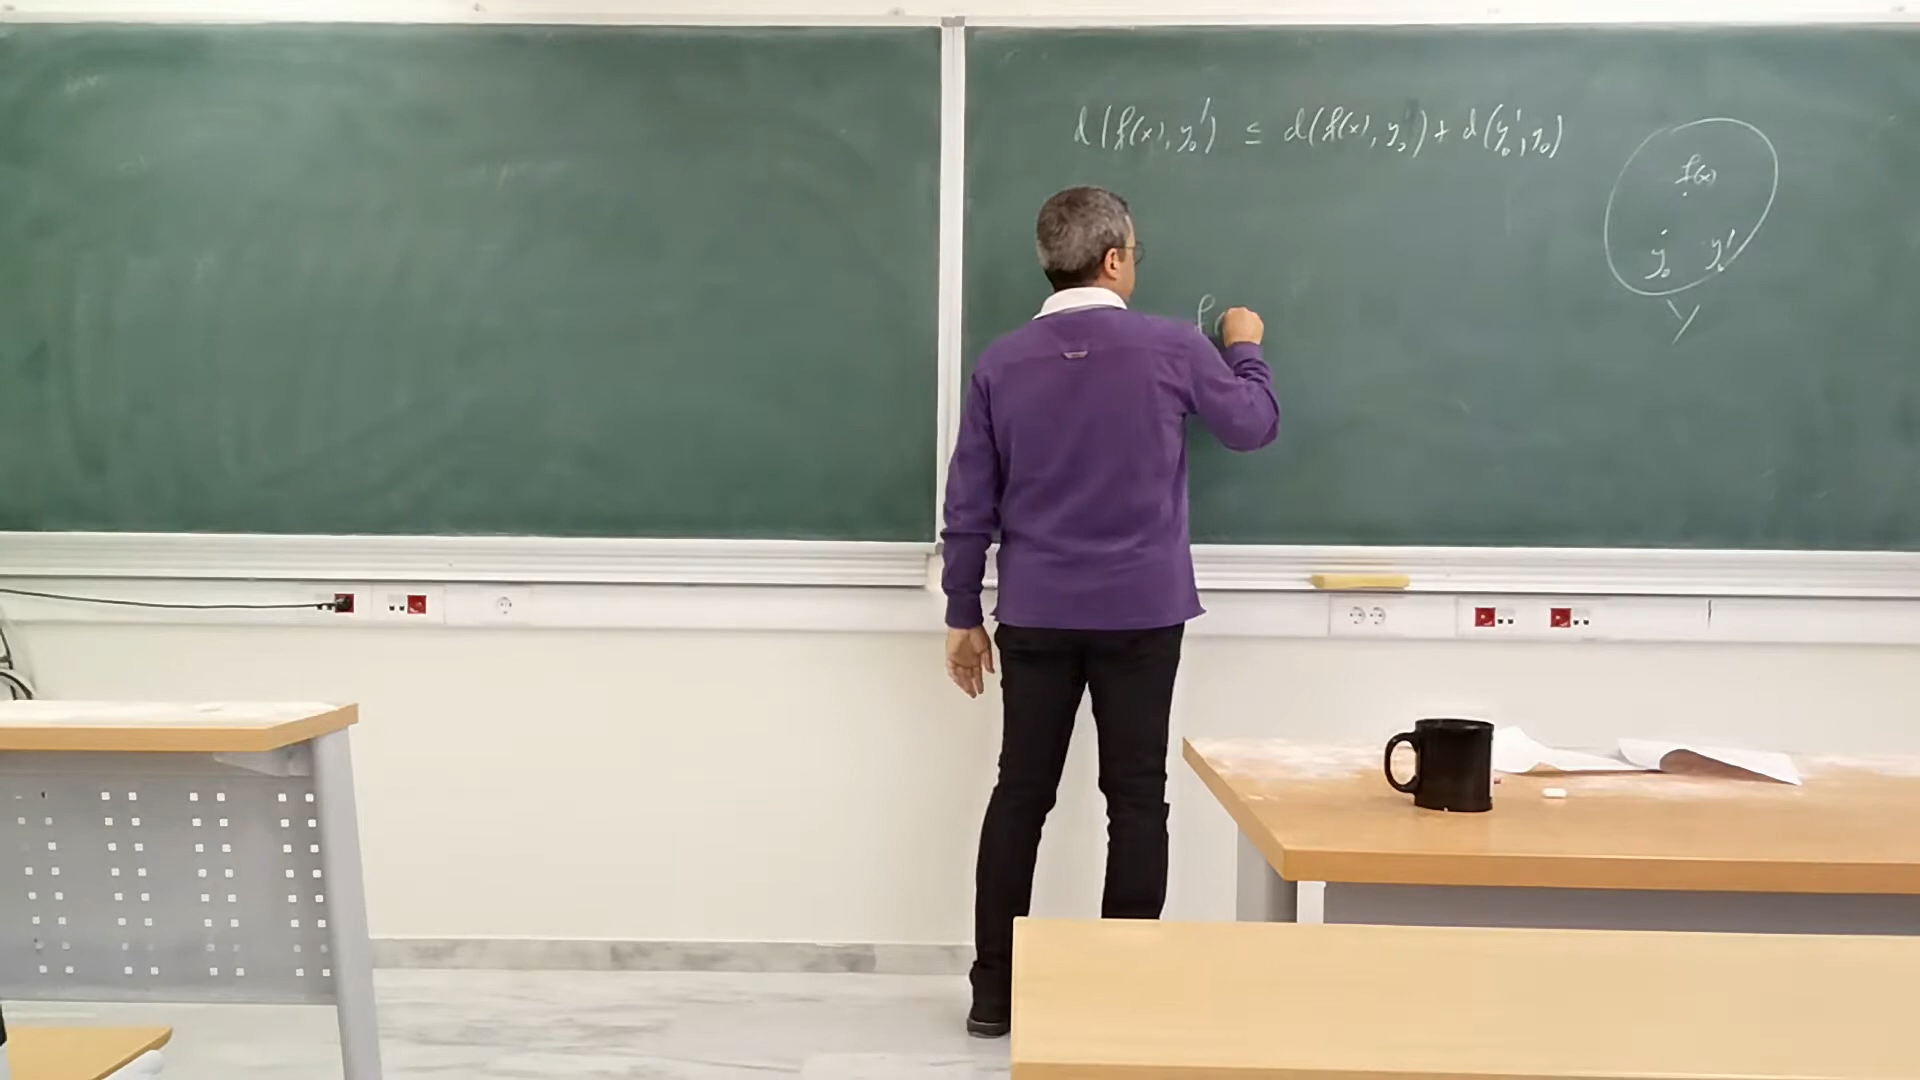 d(f(x), y₀') ≤ d(f(x), y₀) + d(y₀', y₀)
f(x)
y₀ y₀'
Y
f(